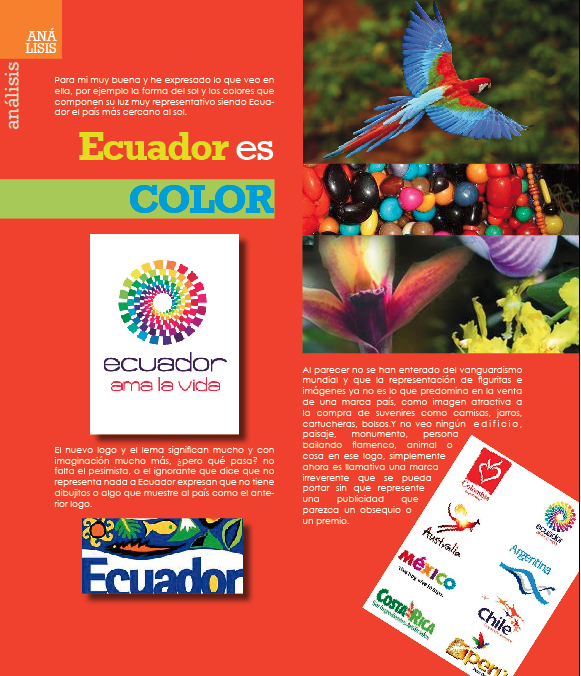 ANÁ
LISIS
análisis
Para mi muy buena y he expresado lo que veo en
ella, por ejemplo la forma del sol y los colores que
componen su luz muy representativo siendo Ecua-
dor el país más cercano al sol.
Ecuador es
COLOR
ecuador
ama la vida
El nuevo logo y el lema significan mucho y con
imaginación mucho más, ¿pero qué pasa? no
falta el pesimista, o el ignorante que dice que no
representa nada a Ecuador expresan que no tiene
dibujitos o algo que muestre al país como el ante-
rior logo.
Ecuador
Al parecer no se han enterado del vanguardismo
mundial y que la representación de figuritas e
imágenes ya no es lo que predomina en la venta
de una marca país, como imagen atractiva a
la compra de suvenires como camisas, jarros,
cartucheras, bolsos.Y no veo ningún edificio,
paisaje, monumento, persona
bailando flamenco, animal o
cosa en ese logo, simplemente
ahora es llamativa una marca
irreverente que se pueda
portar sin que represente
una publicidad que
parezca un obsequio o
un premio.
Colombia
ecuador
Australia
Argentina
México
Costa Rica
Chile
Perú